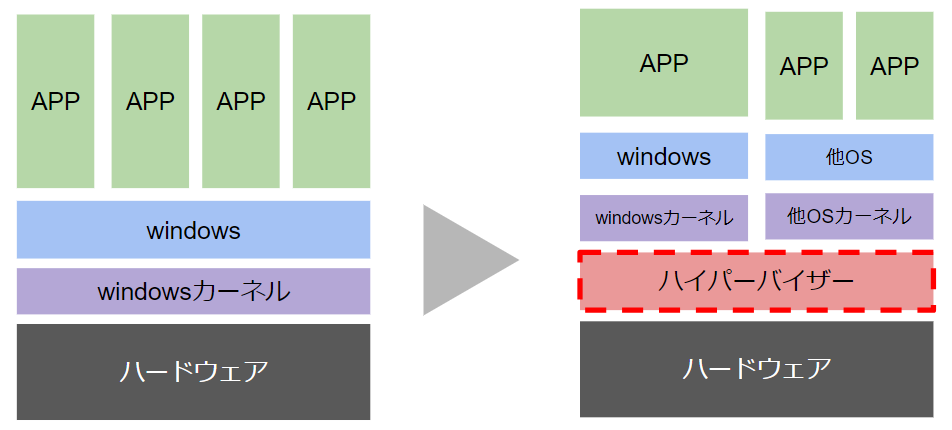 APP
APP
APP
APP
windows
windowsカーネル
ハードウェア
APP
APP
APP
windows
他OS
windowsカーネル
他OSカーネル
ハイパーバイザー
ハードウェア